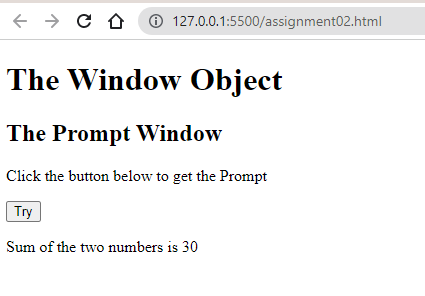 127.0.0.1:5500/assignment02.html
The Window Object
The Prompt Window
Click the button below to get the Prompt
Try
Sum of the two numbers is 30